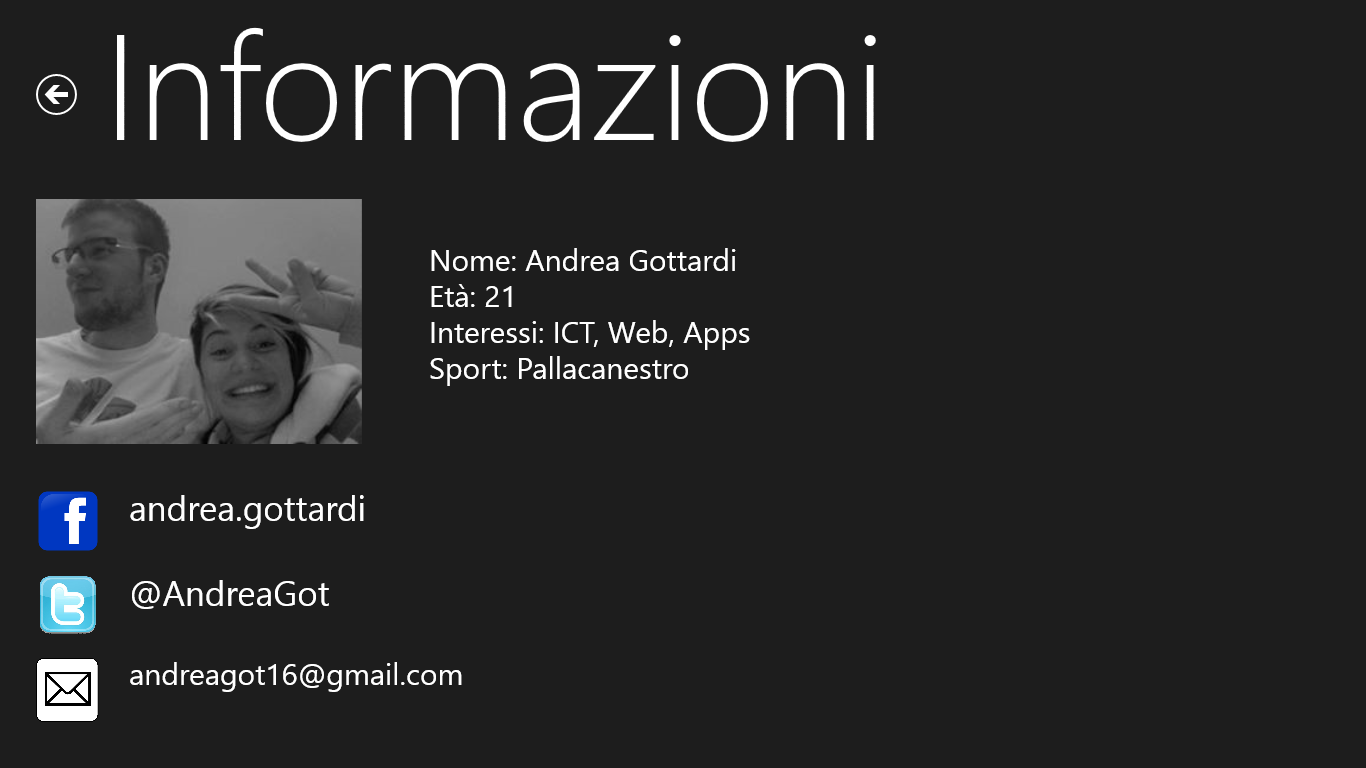 Informazioni
Nome: Andrea Gottardi
Età: 21
Interessi: ICT, Web, Apps
Sport: Pallacanestro
andrea.gottardi
@AndreaGot
andreagot16@gmail.com